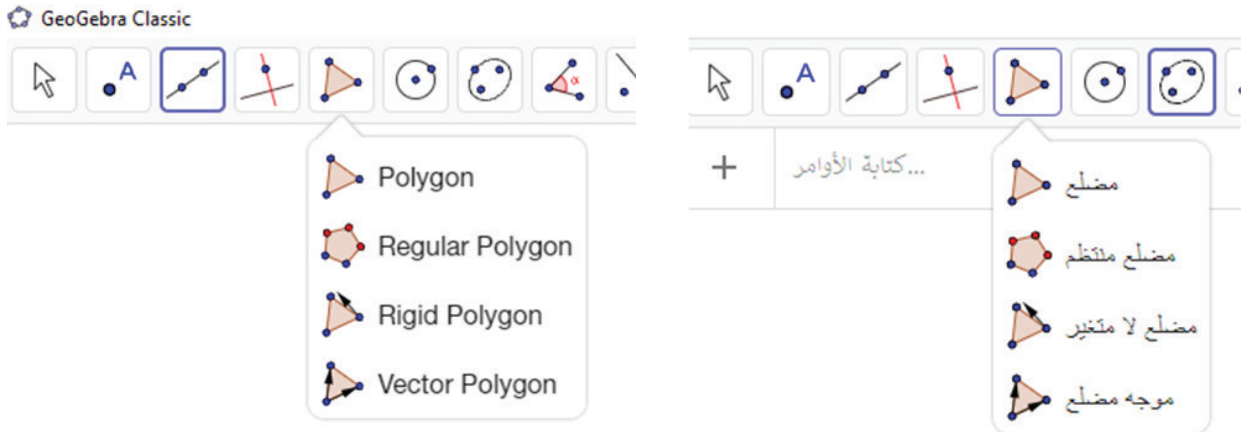 GeoGebra Classic
A
α
Polygon
Regular Polygon
Rigid Polygon
Vector Polygon
A
كتابة الأوامر...
مضلع
مضلع منتظم
مضلع لا متغير
موجه مضلع